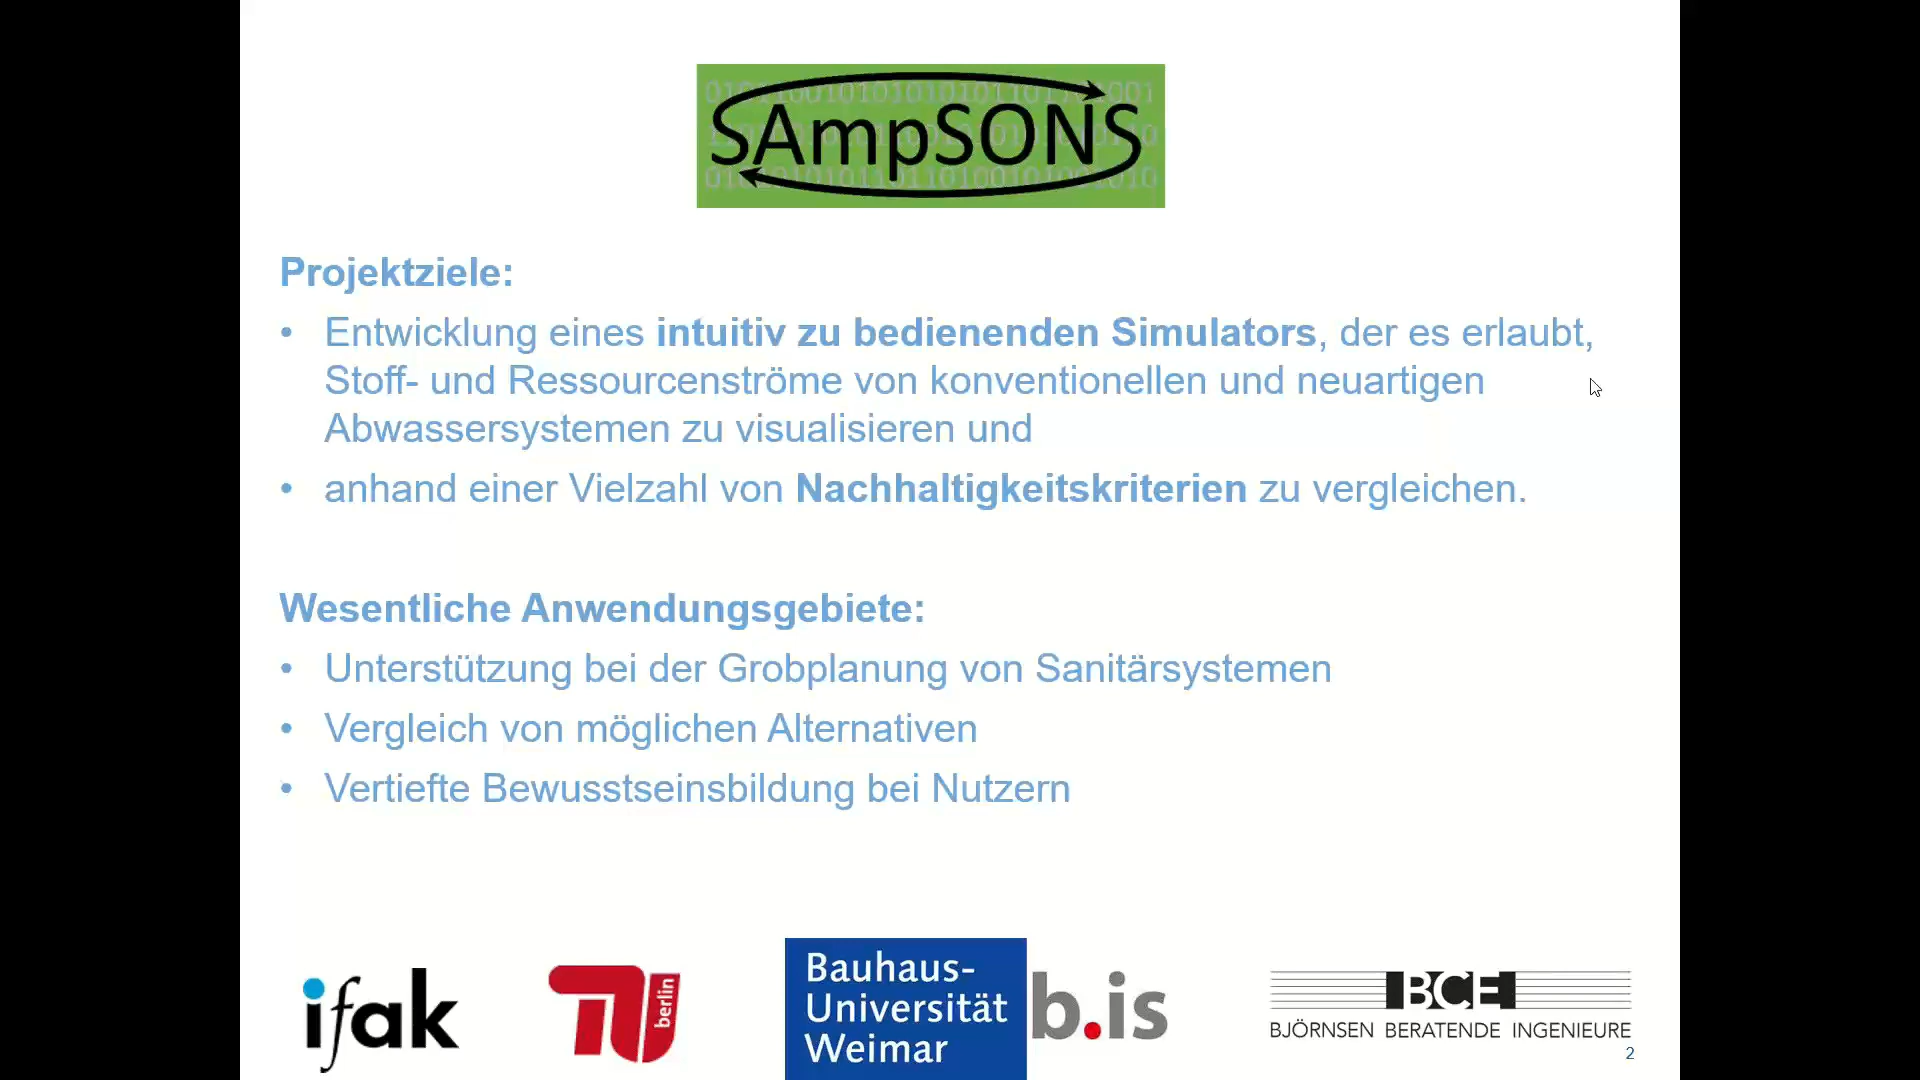 SAmpSONS
Projektziele:
• Entwicklung eines intuitiv zu bedienenden Simulators, der es erlaubt,
Stoff- und Ressourcenströme von konventionellen und neuartigen
Abwassersystemen zu visualisieren und
• anhand einer Vielzahl von Nachhaltigkeitskriterien zu vergleichen.
Wesentliche Anwendungsgebiete:
• Unterstützung bei der Grobplanung von Sanitärsystemen
• Vergleich von möglichen Alternativen
• Vertiefte Bewusstseinsbildung bei Nutzern
ifak
TU berlin
Bauhaus-
Universität
Weimar
b.is
BCE
BJÖRNSEN BERATENDE INGENIEURE
2